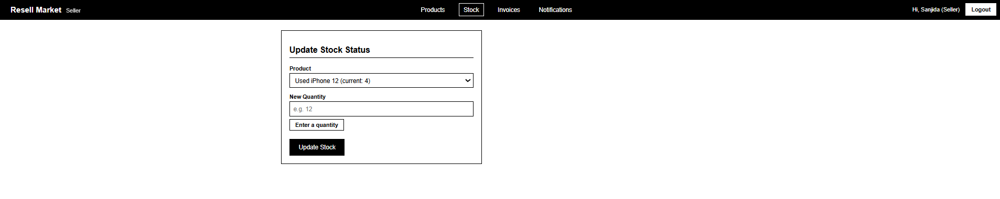 Resell Market Seller Products Stock Invoices Notifications Hi, Sanjida (Seller) Logout
Update Stock Status
Product
Used iPhone 12 (current: 4)
New Quantity
e.g. 12
Enter a quantity
Update Stock